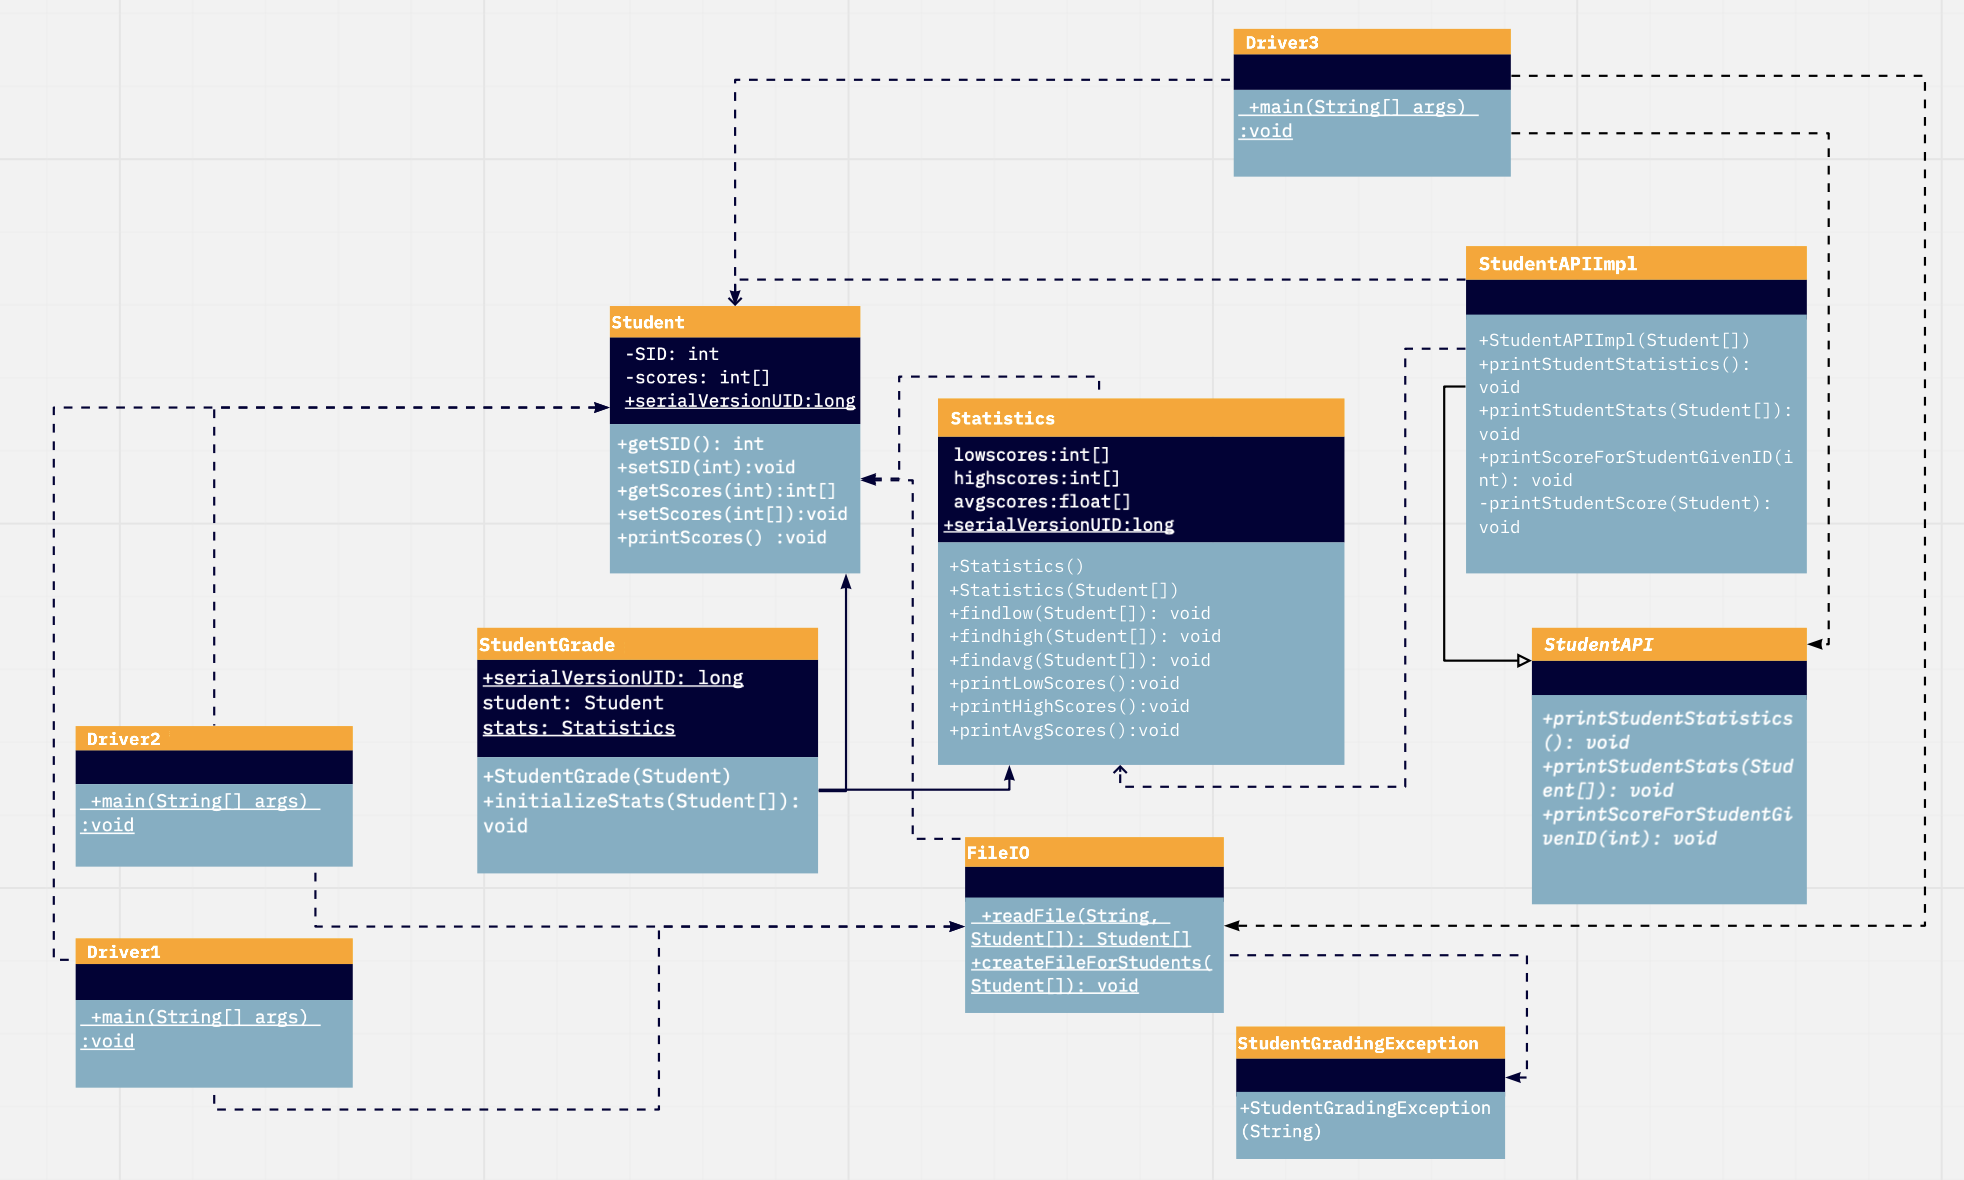 Driver3
+main(String[] args)
:void
StudentAPIImpl
+StudentAPIImpl(Student[])
+printStudentStatistics():
void
+printStudentStats(Student[]):
void
+printScoreForStudentGivenID(i
nt): void
-printStudentScore(Student):
void
Student
-SID: int
-scores: int[]
+serialVersionUID:long
+getSID(): int
+setSID(int):void
+getScores(int):int[]
+setScores(int[]):void
+printScores() :void
Statistics
lowscores:int[]
highscores:int[]
avgscores:float[]
+serialVersionUID:long
+Statistics()
+Statistics(Student[])
+findlow(Student[]): void
+findhigh(Student[]): void
+findavg(Student[]): void
+printLowScores():void
+printHighScores():void
+printAvgScores():void
StudentGrade
+serialVersionUID: long
student: Student
stats: Statistics
+StudentGrade(Student)
+initializeStats(Student[]):
void
StudentAPI
+printStudentStatistics
(): void
+printStudentStats(Stud
ent[]): void
+printScoreForStudentGi
venID(int): void
Driver2
+main(String[] args)
:void
FileIO
+readFile(String,
Student[]): Student[]
+createFileForStudents(
Student[]): void
Driver1
+main(String[] args)
:void
StudentGradingException
+StudentGradingException
(String)